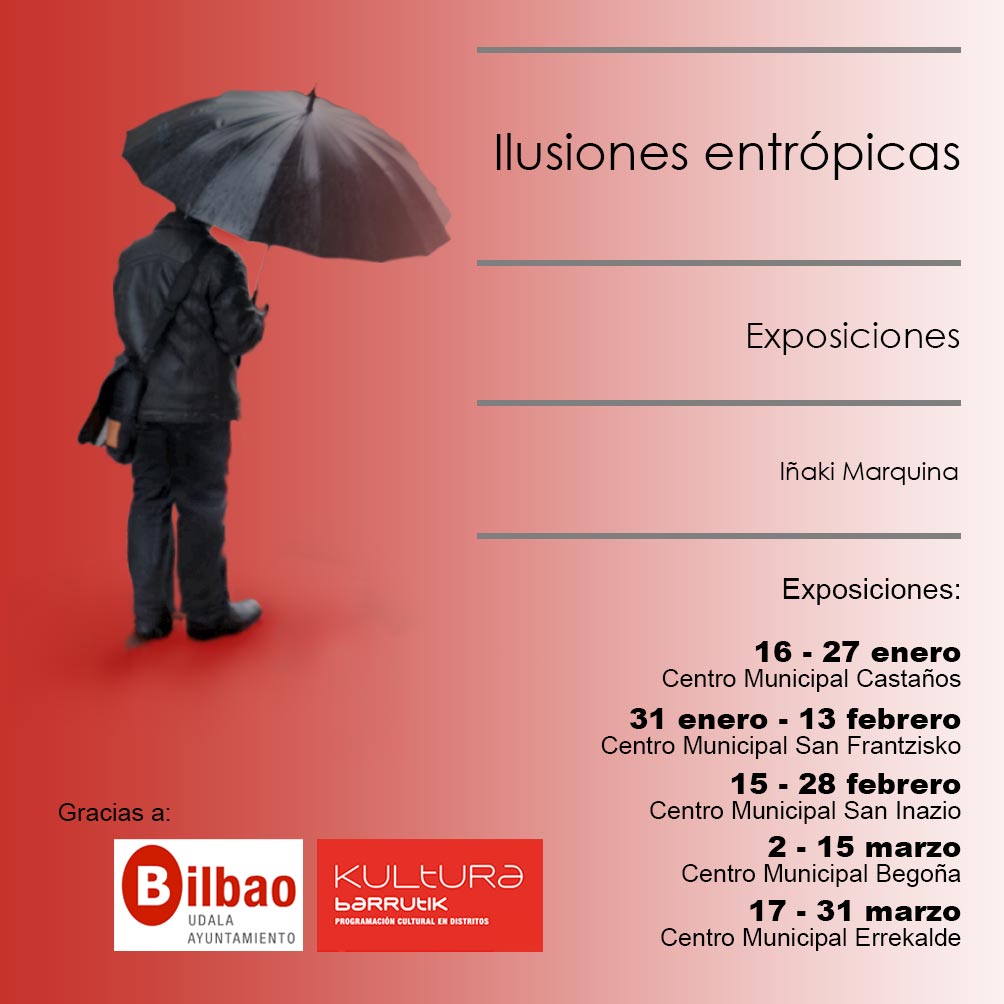 Ilusiones entrópicas
Exposiciones
Iñaki Marquina
Exposiciones:
16 - 27 enero
Centro Municipal Castaños
31 enero - 13 febrero
Centro Municipal San Frantzisko
15 - 28 febrero
Centro Municipal San Inazio
2 - 15 marzo
Centro Municipal Begoña
17 - 31 marzo
Centro Municipal Errekalde
Gracias a:
Bilbao
UDALA
AYUNTAMIENTO
KULtURa
barrutik
PROGRAMACIÓN CULTURAL EN DISTRITOS